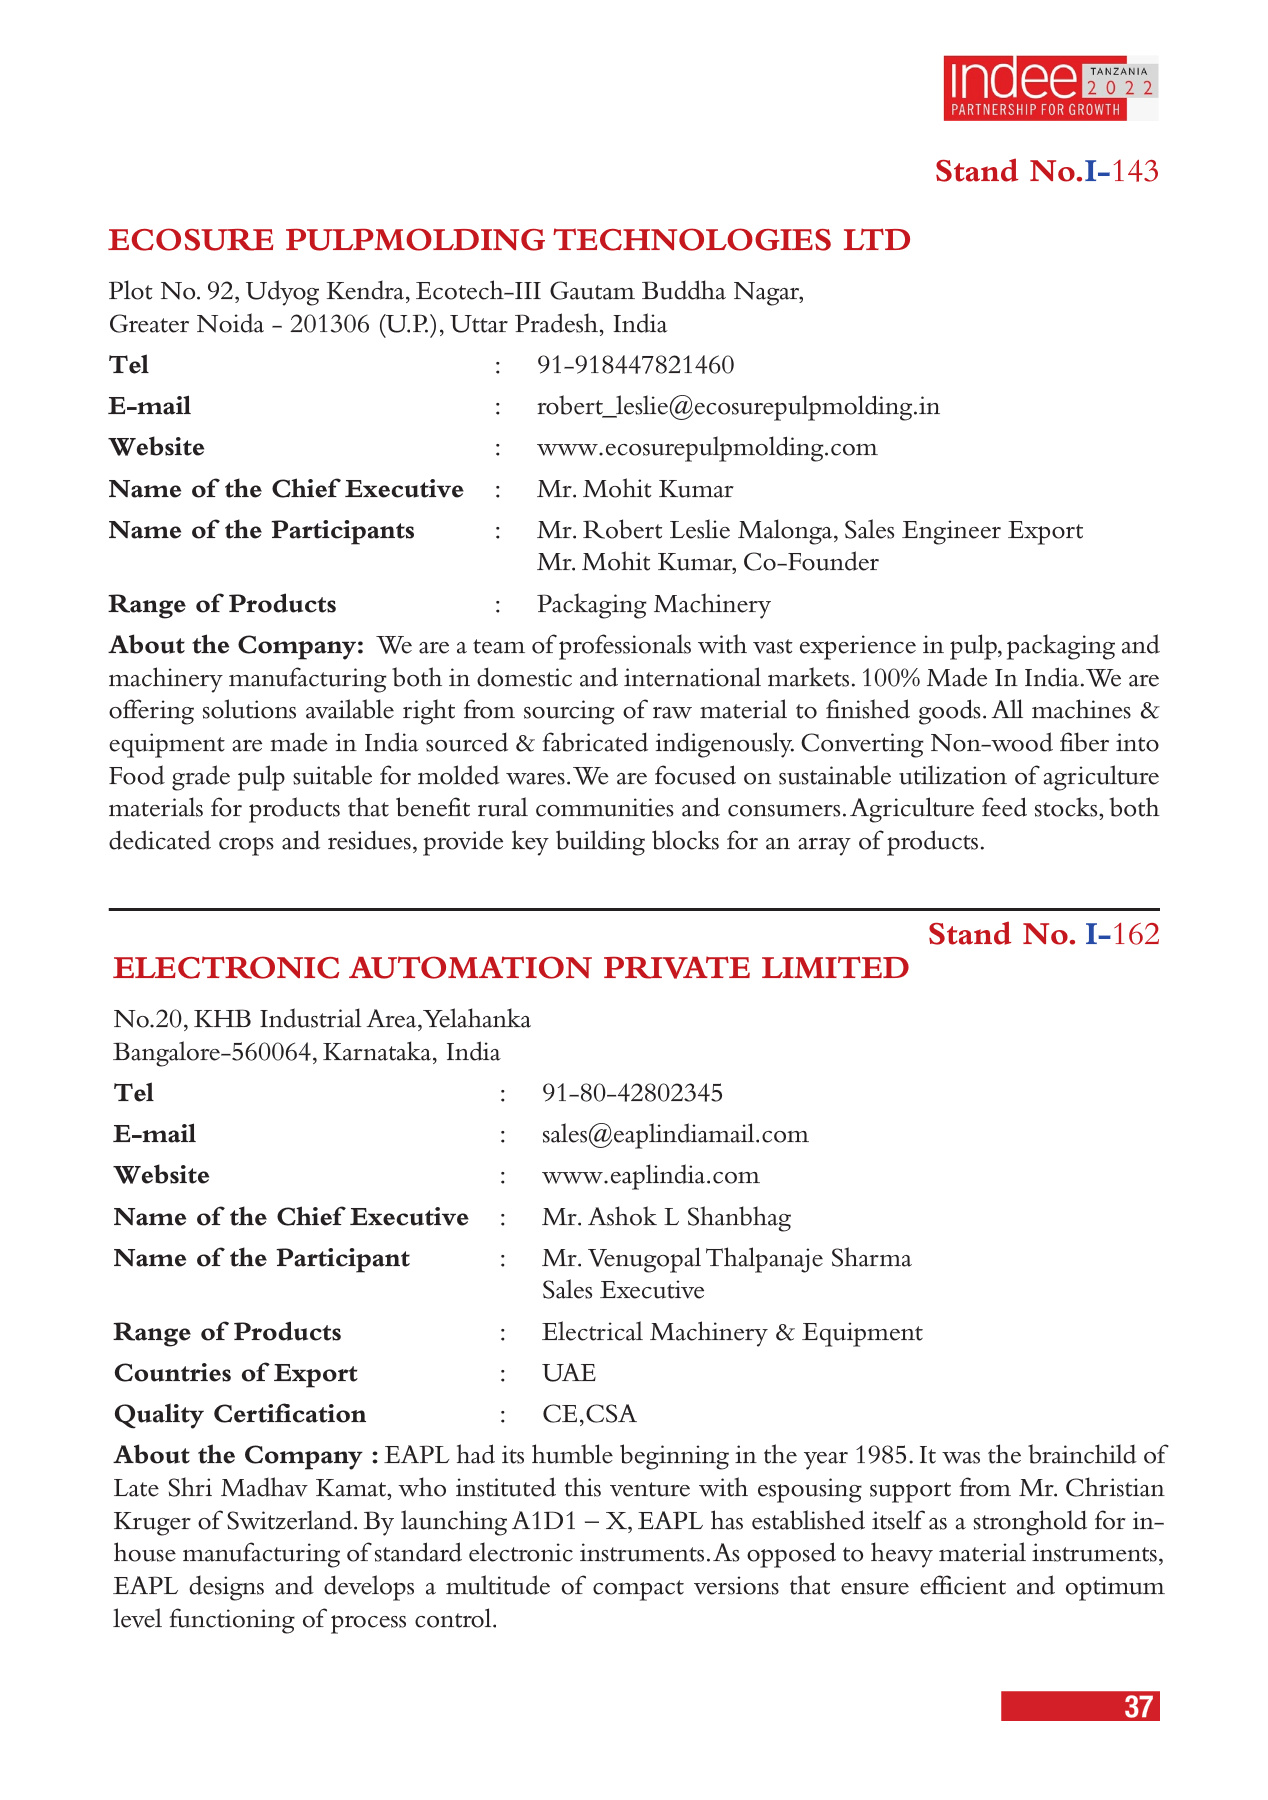 indee TANZANIA
2022
PARTNERSHIP FOR GROWTH
Stand No.I-143
ECOSURE PULPMOLDING TECHNOLOGIES LTD
Plot No. 92, Udyog Kendra, Ecotech-III Gautam Buddha Nagar,
Greater Noida - 201306 (U.P.), Uttar Pradesh, India
Tel : 91-918447821460
E-mail : robert_leslie@ecosurepulpmolding.in
Website : www.ecosurepulpmolding.com
Name of the Chief Executive : Mr. Mohit Kumar
Name of the Participants : Mr. Robert Leslie Malonga, Sales Engineer Export
Mr. Mohit Kumar, Co-Founder
Range of Products : Packaging Machinery
About the Company: We are a team of professionals with vast experience in pulp, packaging and
machinery manufacturing both in domestic and international markets. 100% Made In India. We are
offering solutions available right from sourcing of raw material to finished goods. All machines &
equipment are made in India sourced & fabricated indigenously. Converting Non-wood fiber into
Food grade pulp suitable for molded wares. We are focused on sustainable utilization of agriculture
materials for products that benefit rural communities and consumers. Agriculture feed stocks, both
dedicated crops and residues, provide key building blocks for an array of products.
Stand No. I-162
ELECTRONIC AUTOMATION PRIVATE LIMITED
No.20, KHB Industrial Area, Yelahanka
Bangalore-560064, Karnataka, India
Tel : 91-80-42802345
E-mail : sales@eaplindiamail.com
Website : www.eaplindia.com
Name of the Chief Executive : Mr. Ashok L Shanbhag
Name of the Participant : Mr. Venugopal Thalpanaje Sharma
Sales Executive
Range of Products : Electrical Machinery & Equipment
Countries of Export : UAE
Quality Certification : CE,CSA
About the Company : EAPL had its humble beginning in the year 1985. It was the brainchild of
Late Shri Madhav Kamat, who instituted this venture with espousing support from Mr. Christian
Kruger of Switzerland. By launching A1D1 – X, EAPL has established itself as a stronghold for in-
house manufacturing of standard electronic instruments. As opposed to heavy material instruments,
EAPL designs and develops a multitude of compact versions that ensure efficient and optimum
level functioning of process control.
37